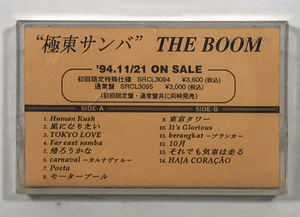 “極東サンバ” THE BOOM
'94.11/21 ON SALE
初回限定特殊仕様 SRCL3094 ￥3,600(税込)
通常盤 SRCL3095 ￥3,000(税込)
(初回限定盤・通常盤共に同時発売)
SIDE-A
1. Human Rush
2. 風になりたい
3. TOKYO LOVE
4. Far east samba
5. 帰ろうかな
6. carnaval －カルナヴァル－
7. Poeta
8. モータープール
SIDE-B
9. 東京タワー
10. It's Glorious
11. berangkat －ブランカ－
12. 10月
13. それでも気車は走る
14. HAJA CORAÇÃO